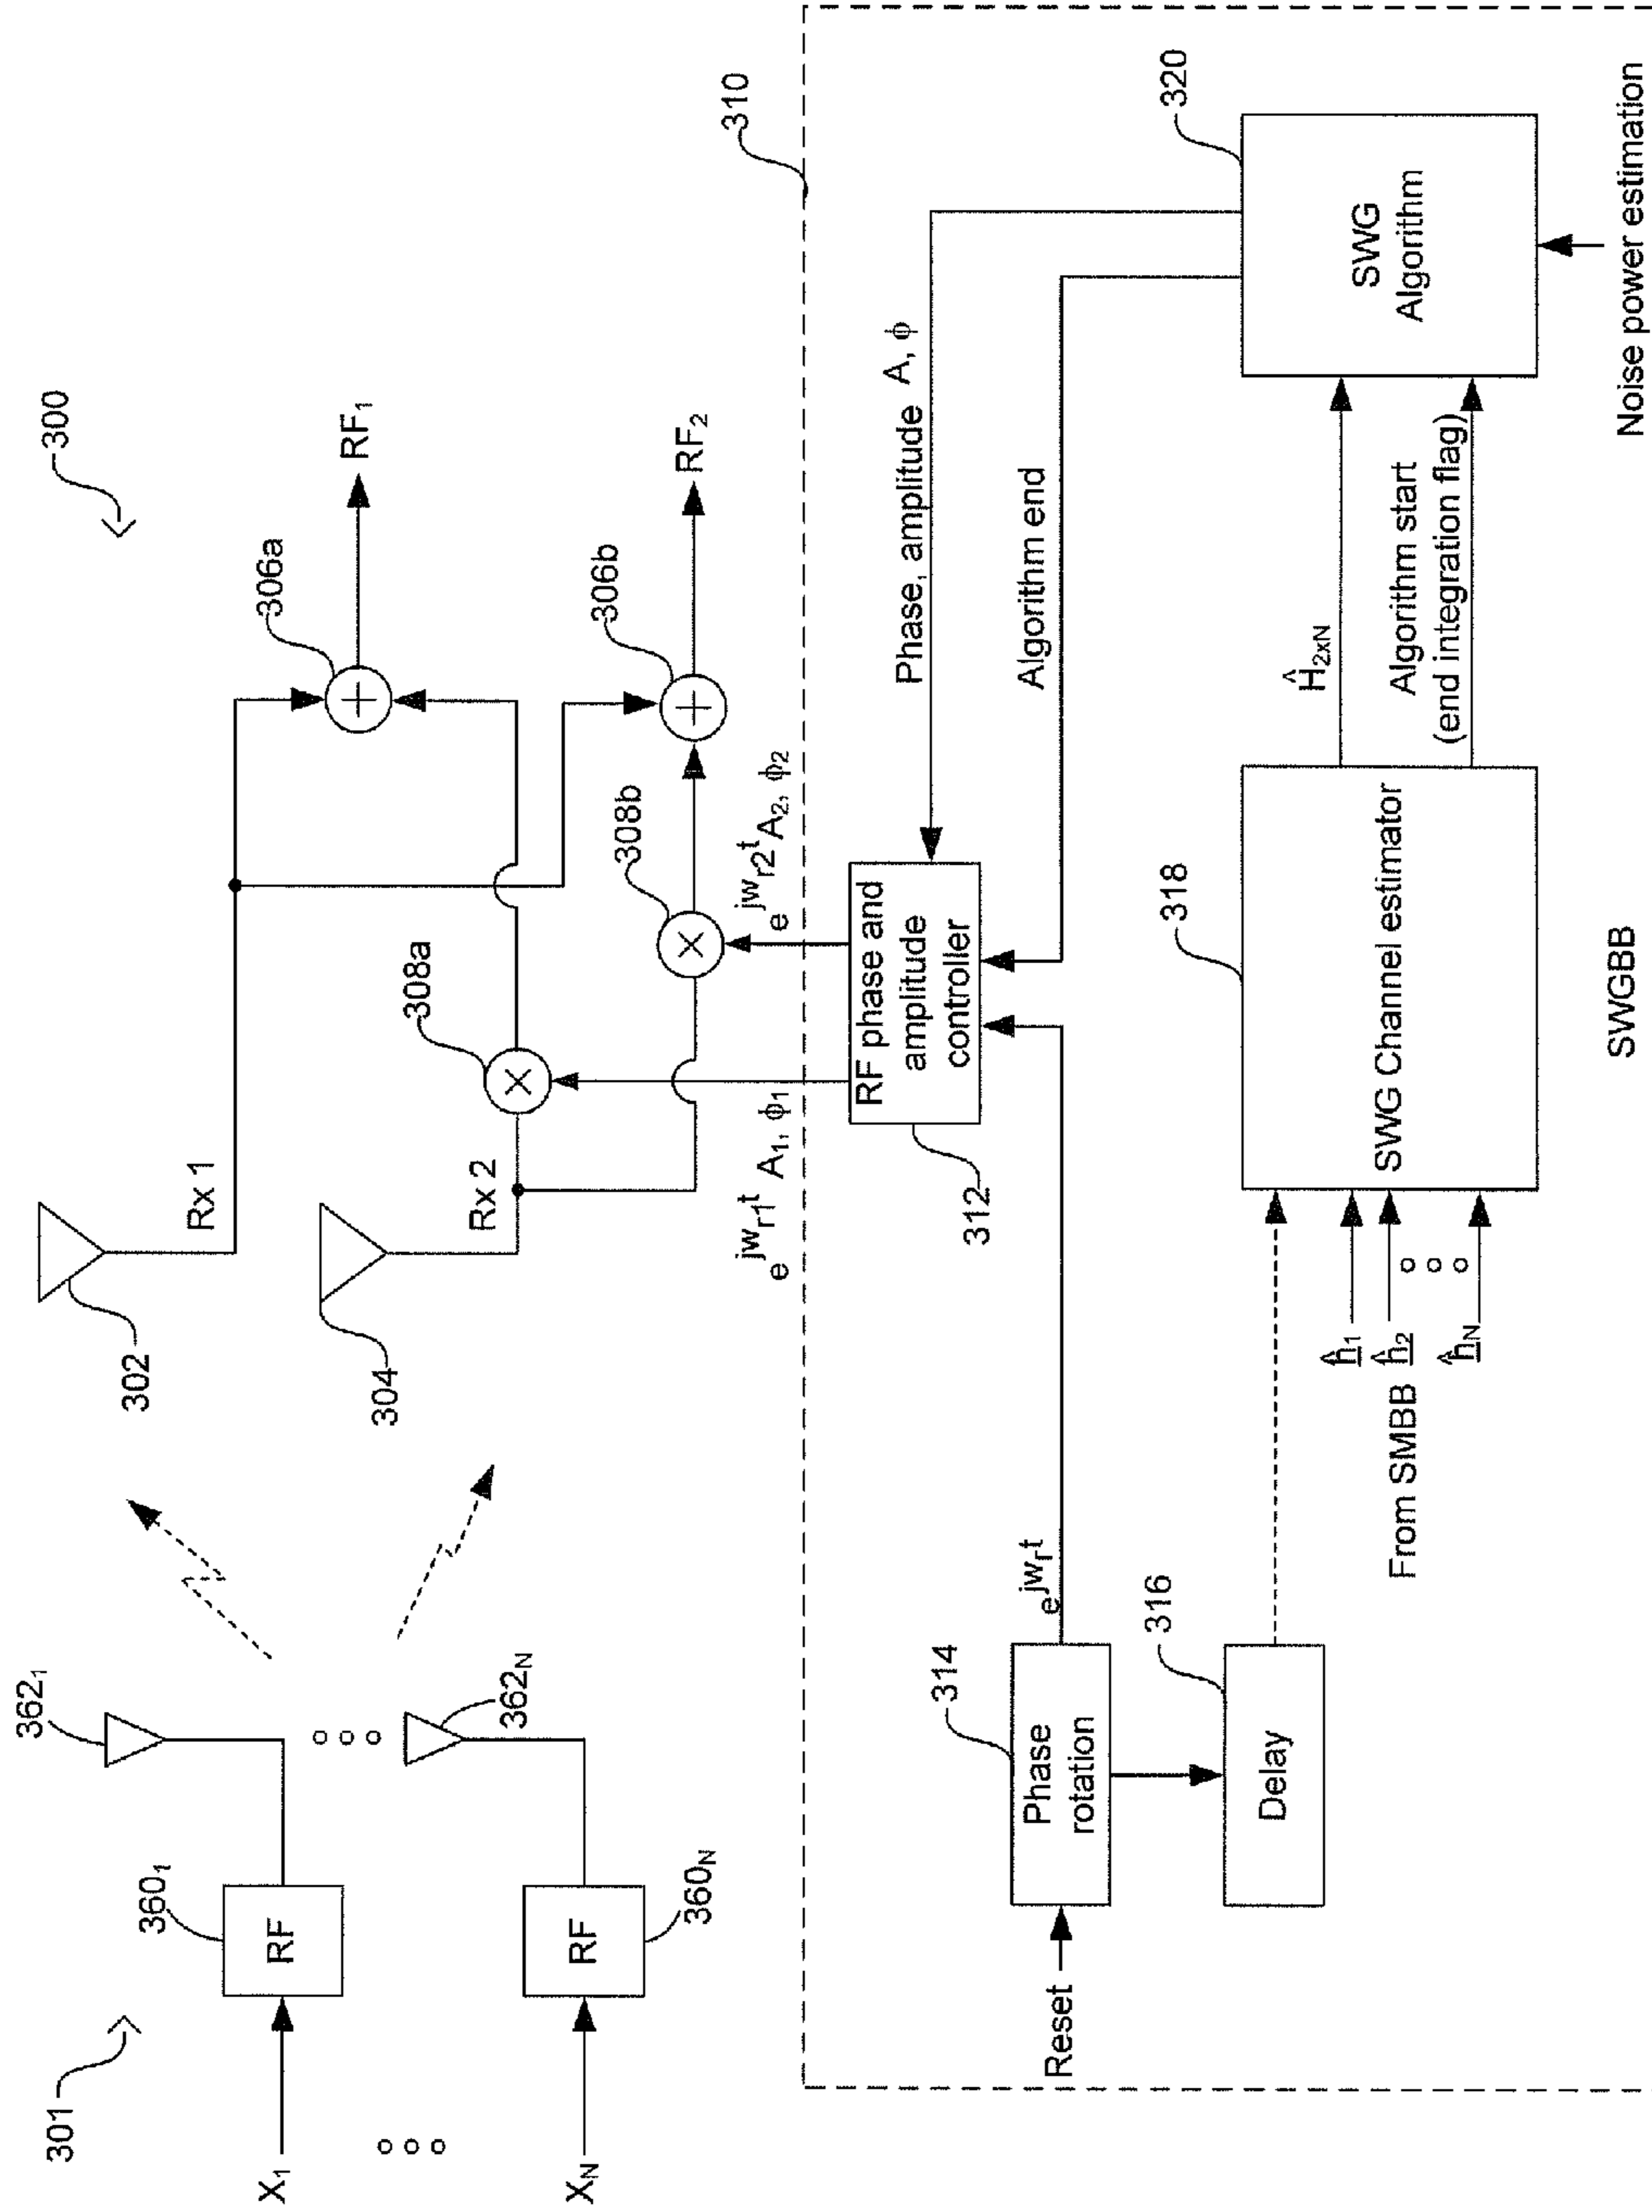 300
301
X₁
XN
360₁
RF
360N
RF
362₁
362N
302
304
Rx 1
Rx 2
306a
306b
308a
308b
RF₁
RF₂
e^jw_r1^t A₁, ϕ₁
e^jw_r2^t A₂, ϕ₂
310
312
RF phase and
amplitude
controller
Phase, amplitude A, ϕ
Algorithm end
Reset
314
Phase
rotation
e^jw_r^t
316
Delay
From SMBB
ĥ₁
ĥ₂
ĥN
318
SWG Channel estimator
Ĥ₂ₓN
Algorithm start
(end integration flag)
320
SWG
Algorithm
Noise power estimation
SWGBB